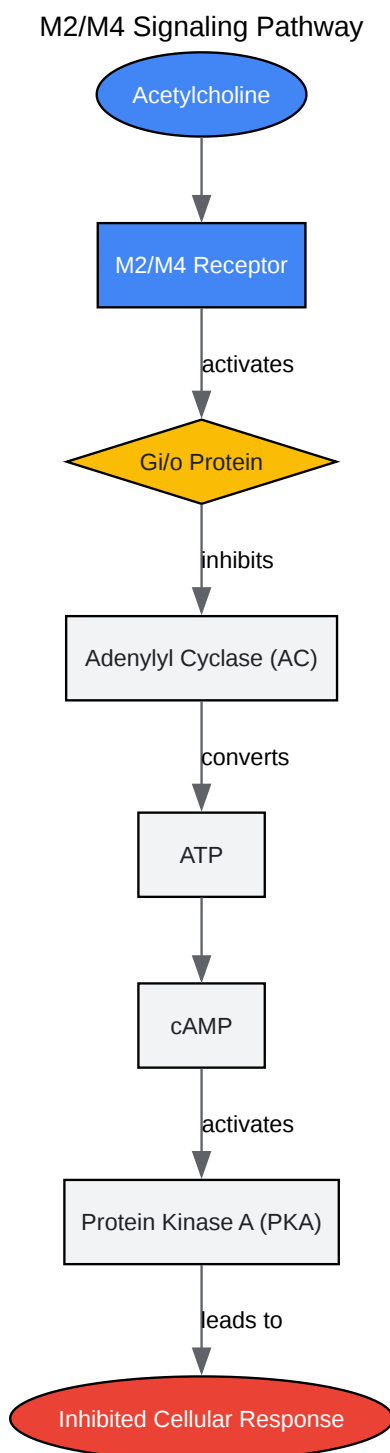 M2/M4 Signaling Pathway
Acetylcholine
M2/M4 Receptor
activates
Gi/o Protein
inhibits
Adenylyl Cyclase (AC)
converts
ATP
cAMP
activates
Protein Kinase A (PKA)
leads to
Inhibited Cellular Response